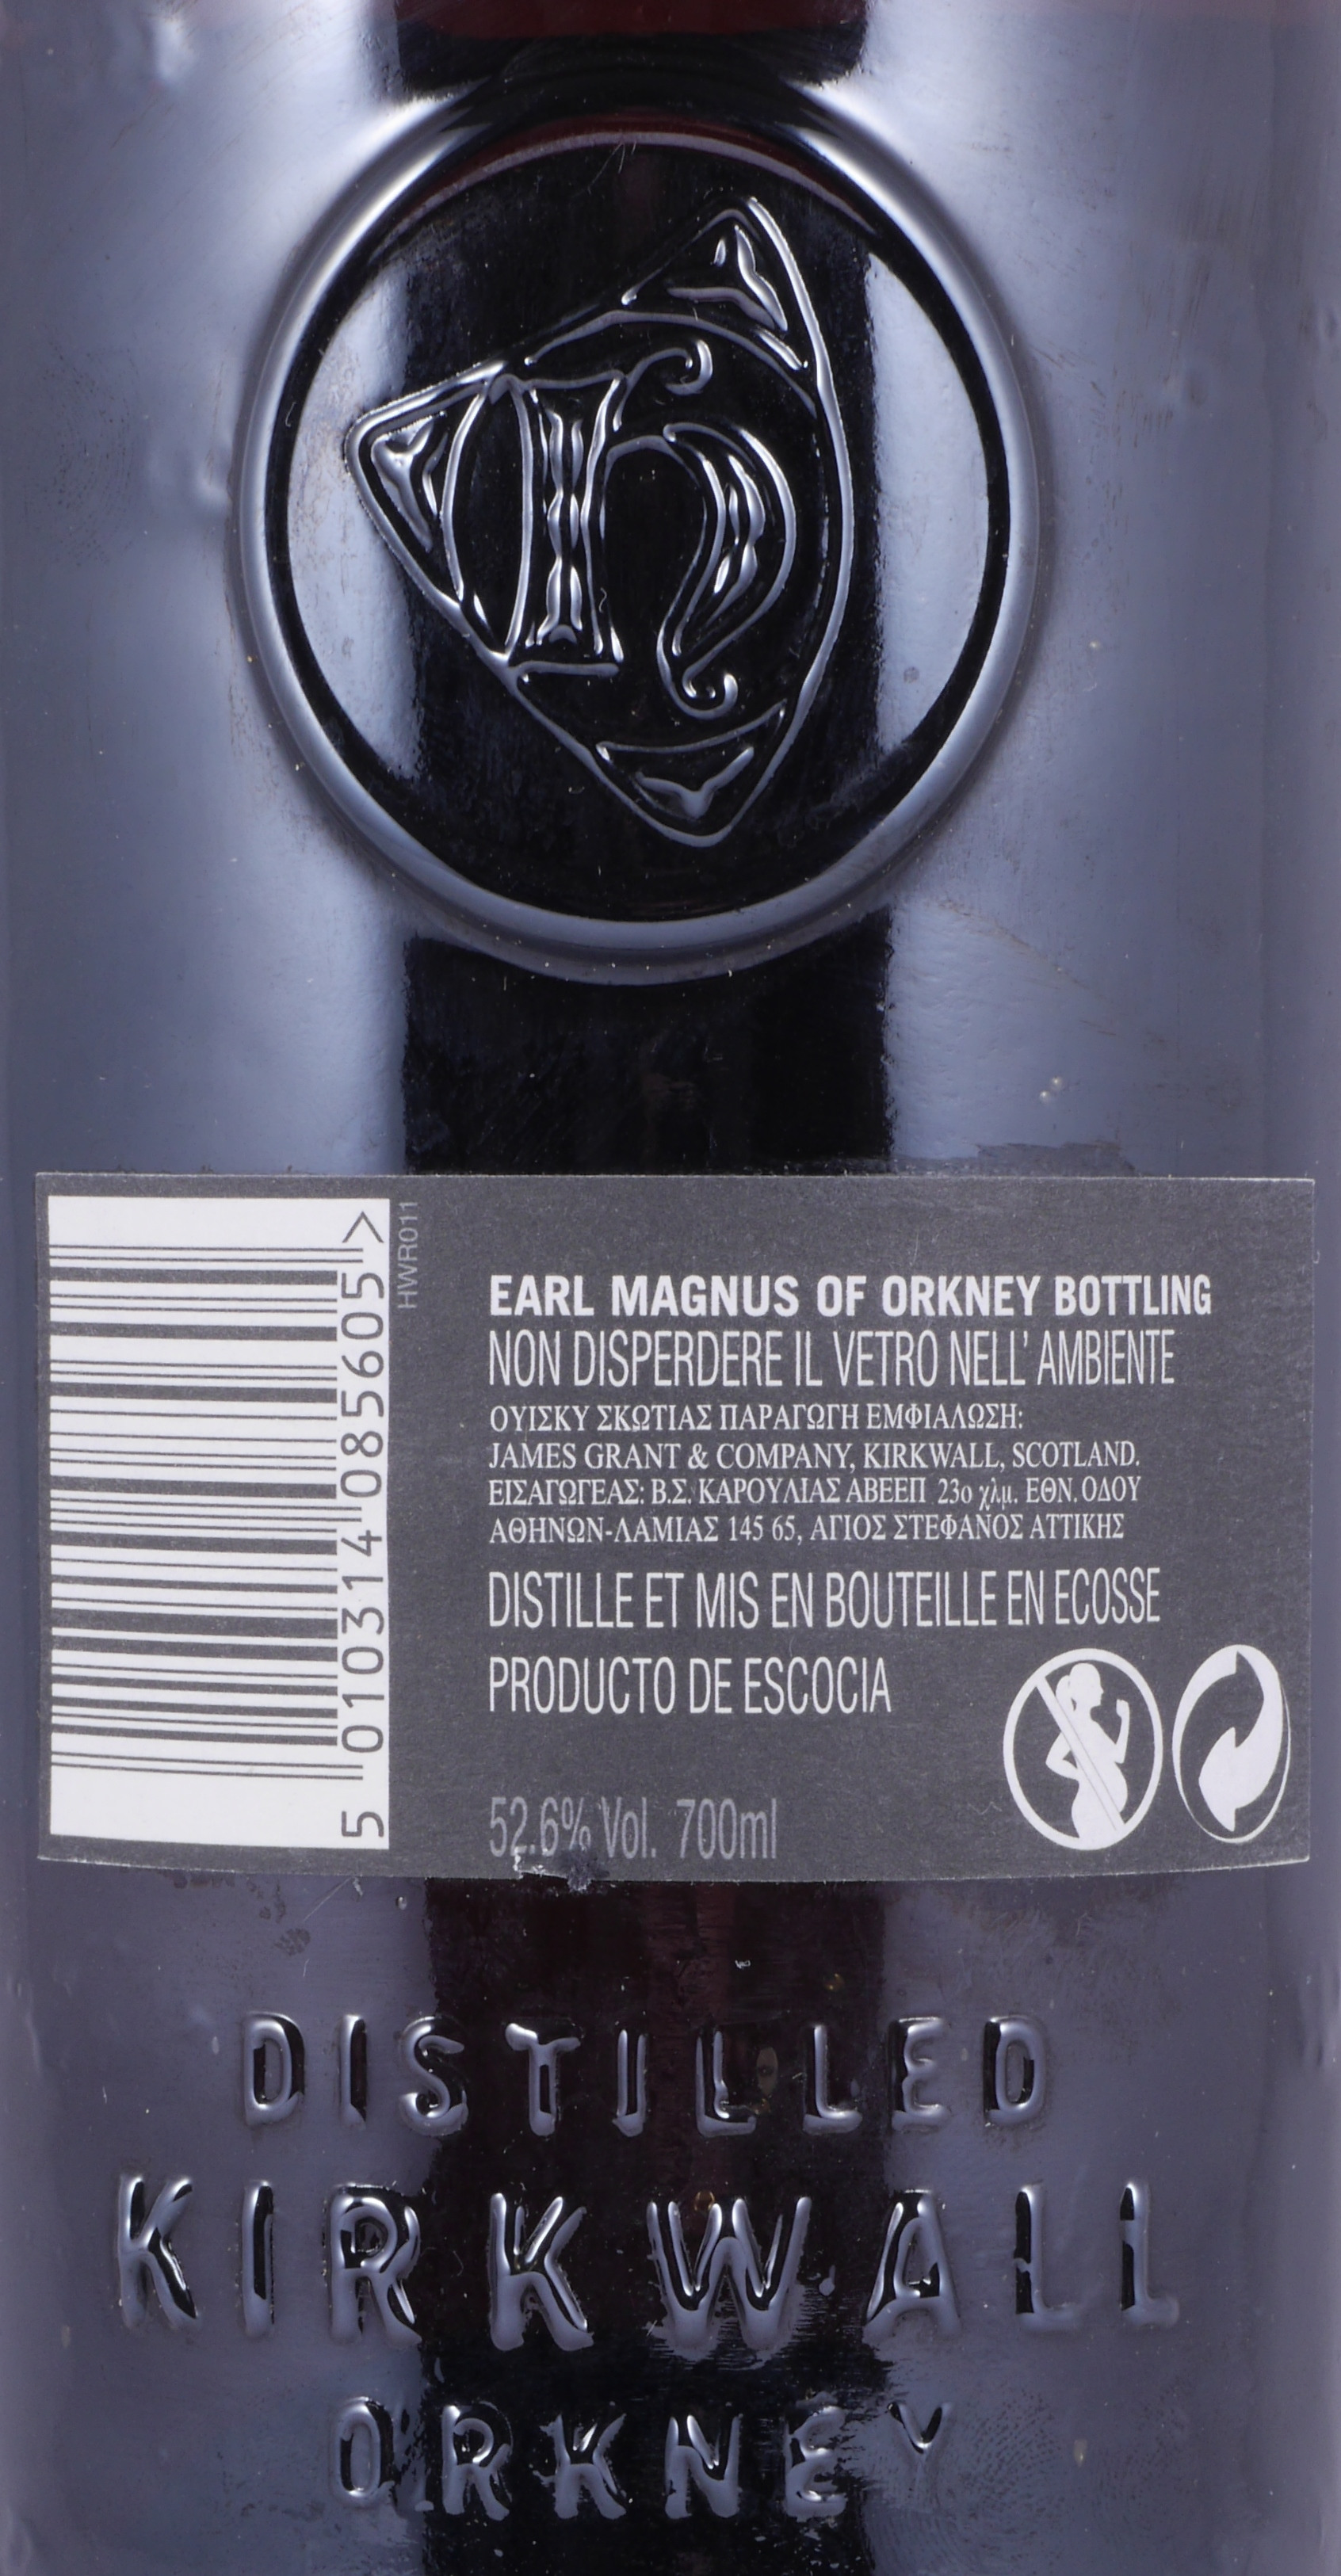 5 010314 085605 >
HWR011
EARL MAGNUS OF ORKNEY BOTTLING
NON DISPERDERE IL VETRO NELL' AMBIENTE
ΟΥΙΣΚΥ ΣΚΩΤΙΑΣ ΠΑΡΑΓΩΓΗ ΕΜΦΙΑΛΩΣΗ:
JAMES GRANT & COMPANY, KIRKWALL, SCOTLAND.
ΕΙΣΑΓΩΓΕΑΣ: Β.Σ. ΚΑΡΟΥΛΙΑΣ ΑΒΕΕΠ 23ο χλμ. ΕΘΝ. ΟΔΟΥ
ΑΘΗΝΩΝ-ΛΑΜΙΑΣ 145 65, ΑΓΙΟΣ ΣΤΕΦΑΝΟΣ ΑΤΤΙΚΗΣ
DISTILLE ET MIS EN BOUTEILLE EN ECOSSE
PRODUCTO DE ESCOCIA
52.6% Vol. 700ml
DISTILLED
KIRKWALL
ORKNEY